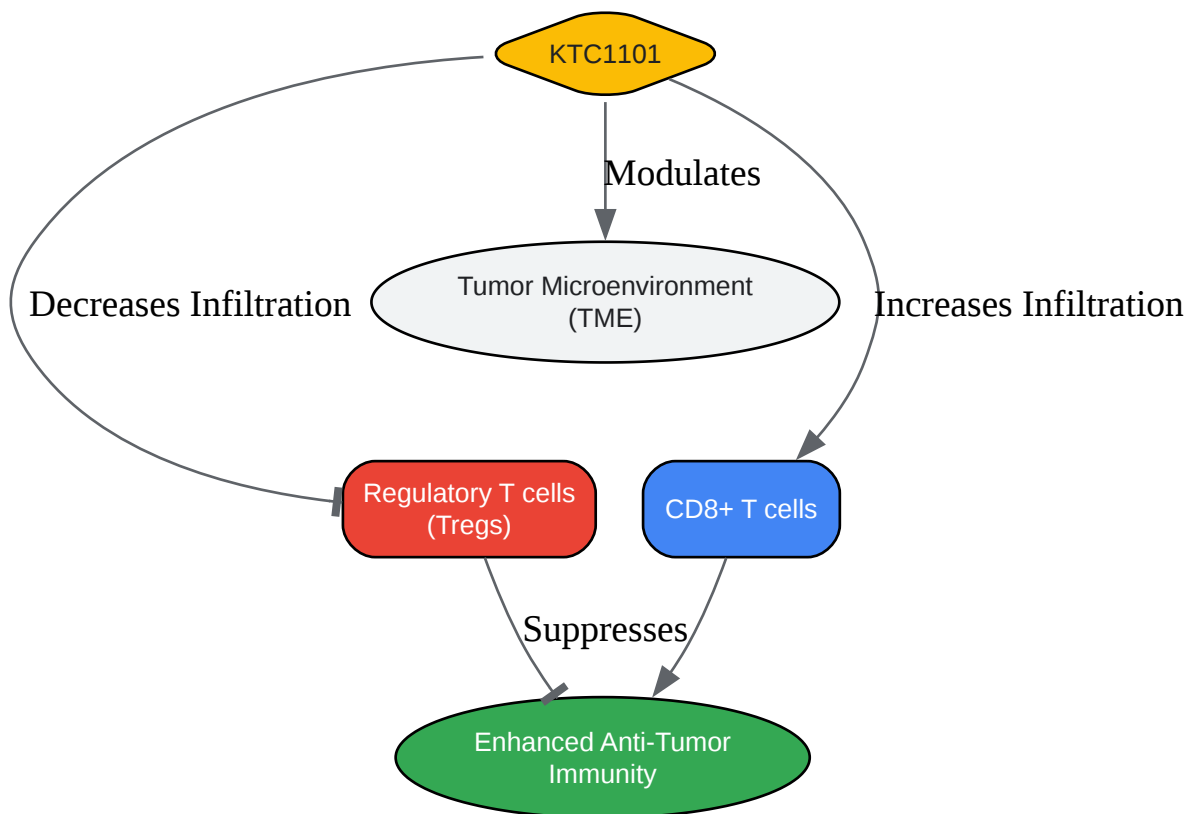 KTC1101
Modulates
Tumor Microenvironment
(TME)
Decreases Infiltration
Increases Infiltration
Regulatory T cells
(Tregs)
CD8+ T cells
Suppresses
Enhanced Anti-Tumor
Immunity